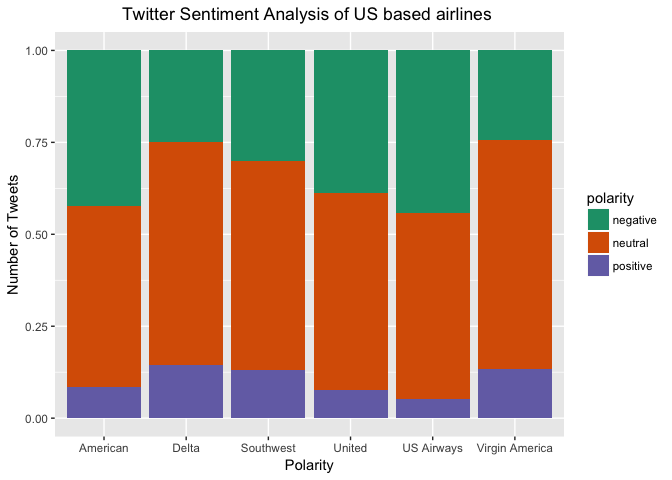 Twitter Sentiment Analysis of US based airlines
Number of Tweets
1.00
0.75
0.50
0.25
0.00
American Delta Southwest United US Airways Virgin America
Polarity
polarity
negative
neutral
positive